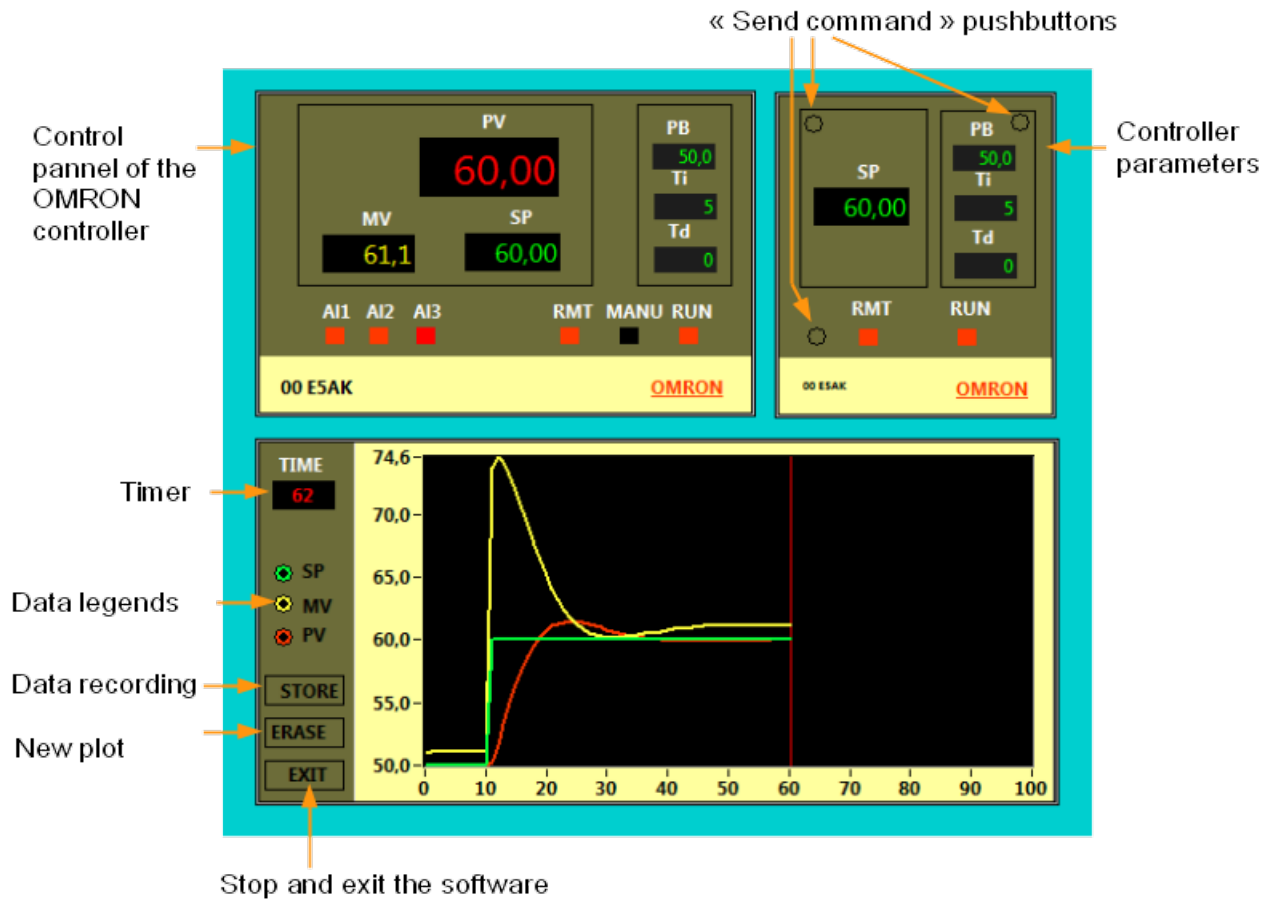 « Send command » pushbuttons
Control
pannel of the
OMRON
controller
PV
60,00
MV
61,1
SP
60,00
PB
50,0
Ti
5
Td
0
AI1 AI2 AI3 RMT MANU RUN
00 E5AK OMRON
SP
60,00
PB
50,0
Ti
5
Td
0
RMT RUN
00 E5AK OMRON
Controller
parameters
Timer
TIME
62
Data legends
SP
MV
PV
Data recording
STORE
New plot
ERASE
EXIT
74,6
70,0
65,0
60,0
55,0
50,0
0 10 20 30 40 50 60 70 80 90 100
Stop and exit the software